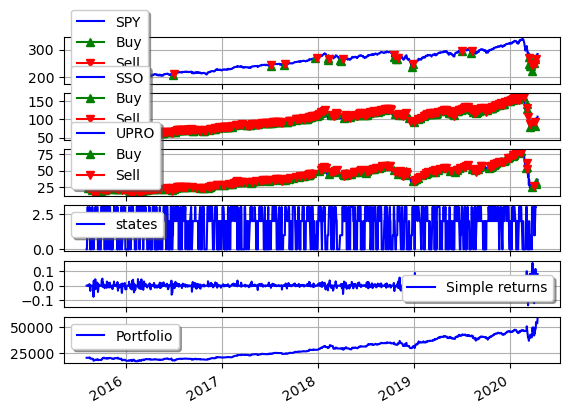 SPY
Buy
Sell
300
200
SSO
Buy
Sell
150
100
50
UPRO
Buy
Sell
75
50
25
states
2.5
0.0
Simple returns
0.1
0.0
−0.1
Portfolio
50000
25000
2016
2017
2018
2019
2020